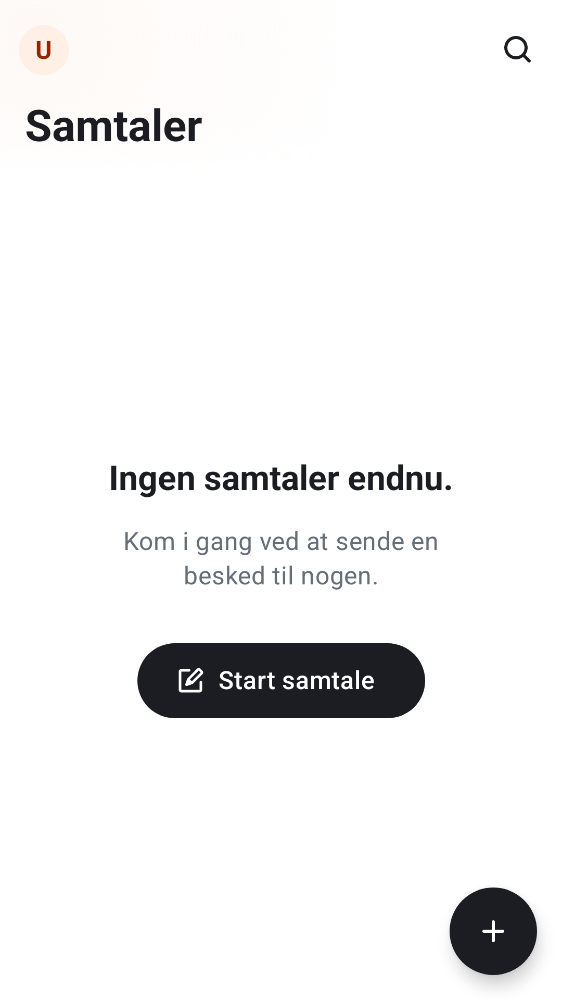 U
Samtaler
Ingen samtaler endnu.
Kom i gang ved at sende en
besked til nogen.
Start samtale